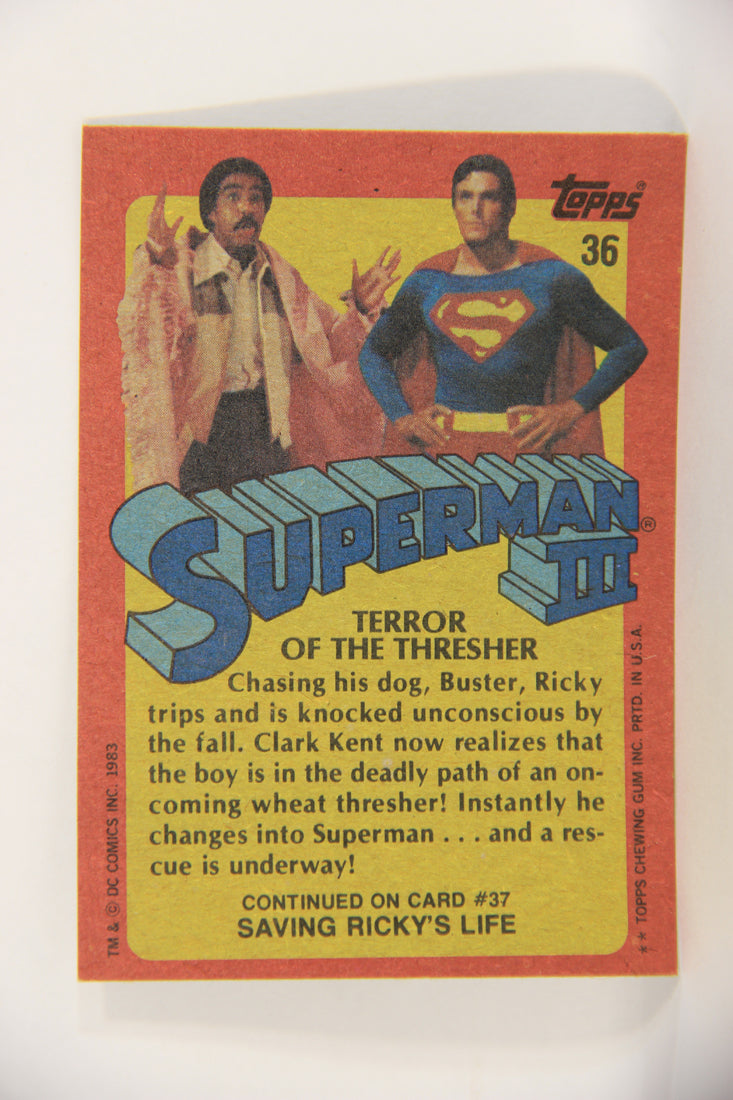 topps®
36
SUPERMAN®
III
TERROR
OF THE THRESHER
Chasing his dog, Buster, Ricky
trips and is knocked unconscious by
the fall. Clark Kent now realizes that
the boy is in the deadly path of an on-
coming wheat thresher! Instantly he
changes into Superman . . . and a res-
cue is underway!
CONTINUED ON CARD #37
SAVING RICKY'S LIFE
TM & © DC COMICS INC. 1983
* * TOPPS CHEWING GUM INC. PRTD. IN U.S.A.